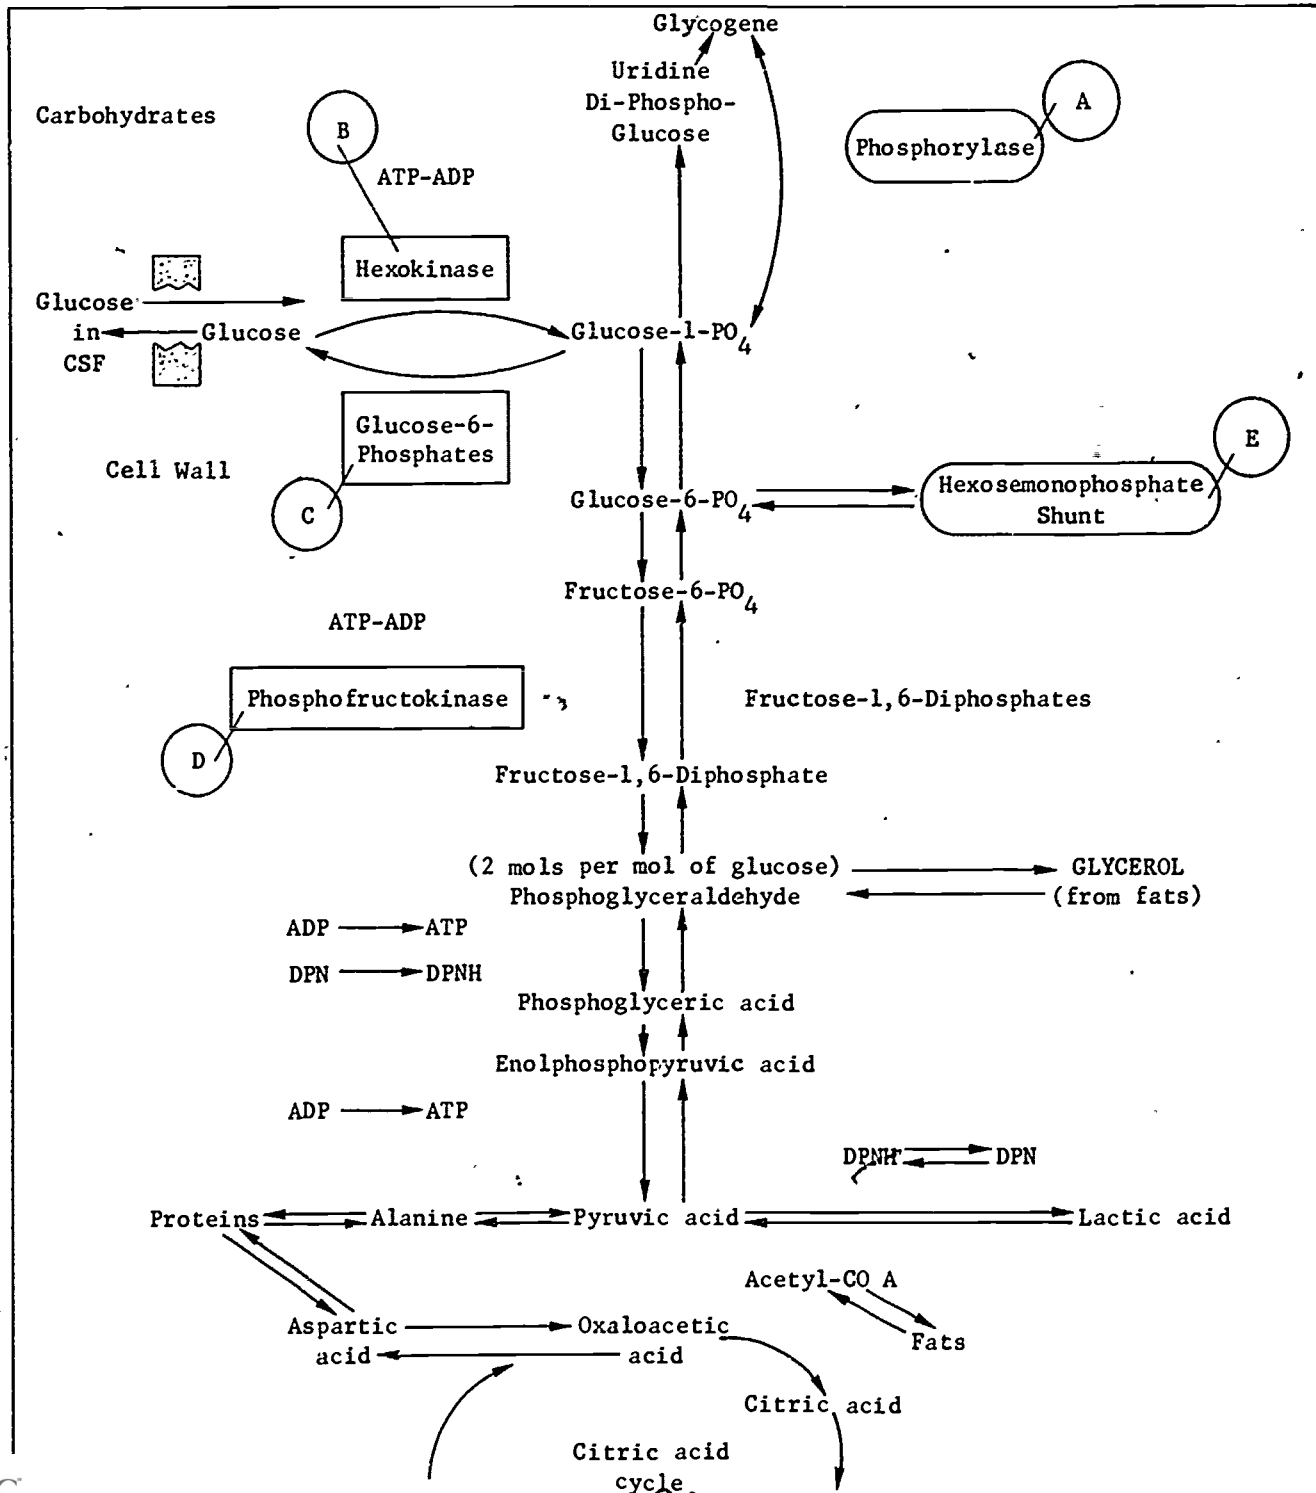 Glycogene
Uridine
Di-Phospho-
Glucose
Carbohydrates
B
A
Phosphorylase
ATP-ADP
Hexokinase
Glucose
in
CSF
Glucose
Glucose-1-PO4
Glucose-6-
Phosphates
Cell Wall
C
E
Hexosemonophosphate
Shunt
Glucose-6-PO4
Fructose-6-PO4
ATP-ADP
Phosphofructokinase
D
Fructose-1,6-Diphosphates
Fructose-1,6-Diphosphate
(2 mols per mol of glucose)
Phosphoglyceraldehyde
GLYCEROL
(from fats)
ADP ATP
DPN DPNH
Phosphoglyceric acid
Enolphosphopyruvic acid
ADP ATP
DPNH DPN
Proteins Alanine Pyruvic acid Lactic acid
Acetyl-CO A
Fats
Aspartic
acid
Oxaloacetic
acid
Citric acid
Citric acid
cycle